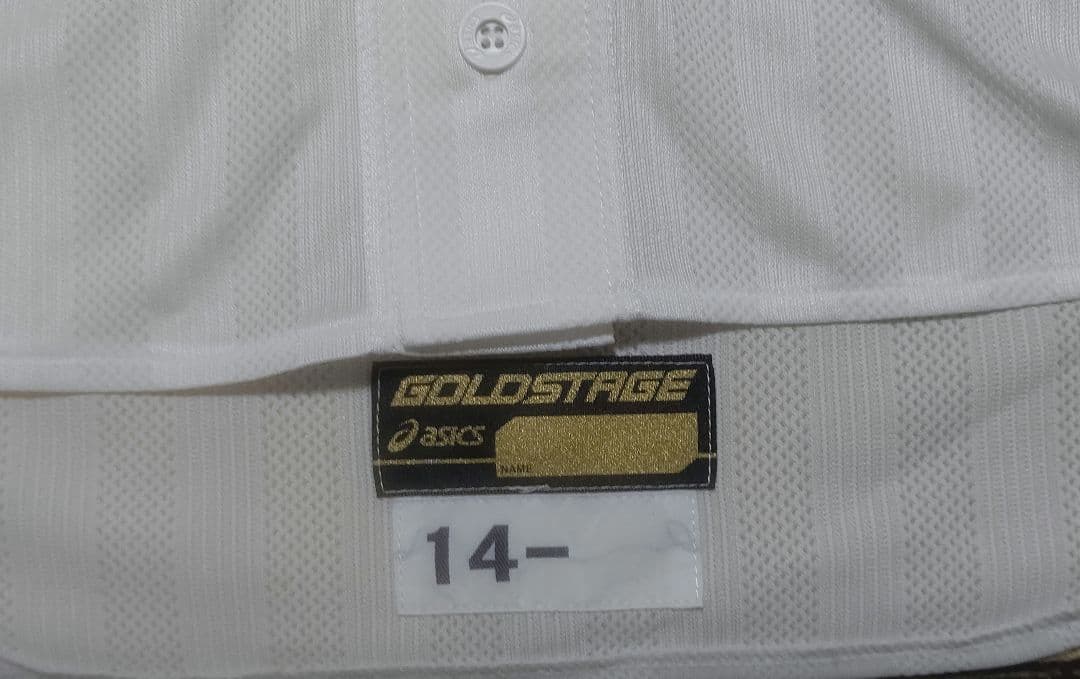 GOLDSTAGE
asics
NAME
14-